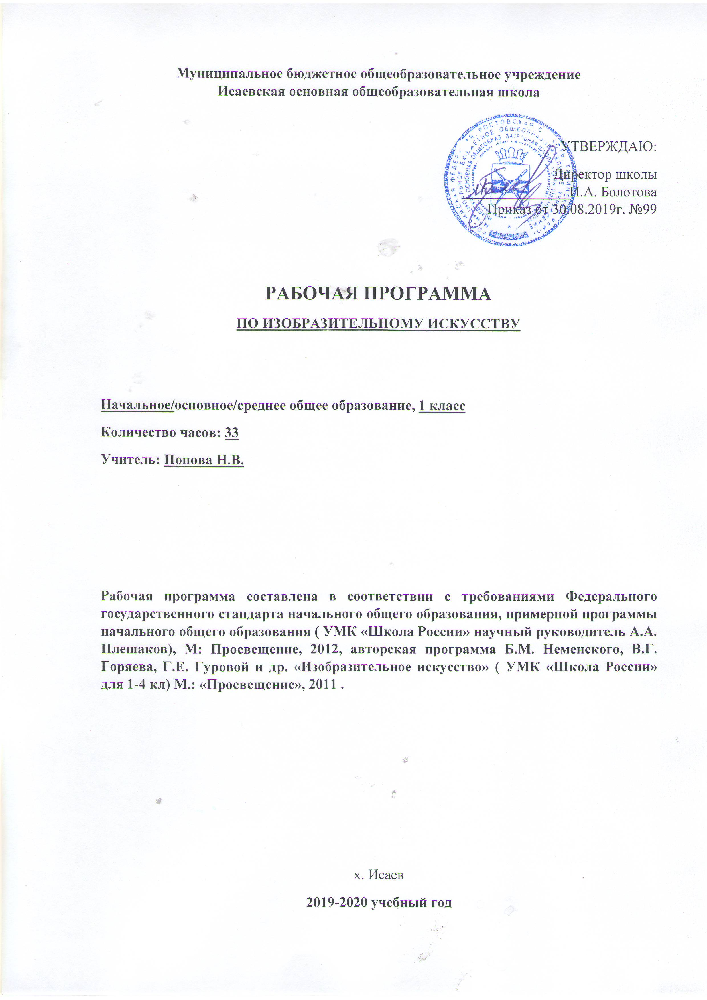 Муниципальное бюджетное общеобразовательное учреждение
Исаевская основная общеобразовательная школа
УТВЕРЖДАЮ:
Директор школы
И.А. Болотова
Приказ от 30.08.2019г. №99
РАБОЧАЯ ПРОГРАММА
ПО ИЗОБРАЗИТЕЛЬНОМУ ИСКУССТВУ
Начальное/основное/среднее общее образование, 1 класс
Количество часов: 33
Учитель: Попова Н.В.
Рабочая программа составлена в соответствии с требованиями Федерального
государственного стандарта начального общего образования, примерной программы
начального общего образования ( УМК «Школа России» научный руководитель А.А.
Плешаков), М: Просвещение, 2012, авторская программа Б.М. Неменского, В.Г.
Горяева, Г.Е. Гуровой и др. «Изобразительное искусство» ( УМК «Школа России»
для 1-4 кл) М.: «Просвещение», 2011 .
х. Исаев
2019-2020 учебный год